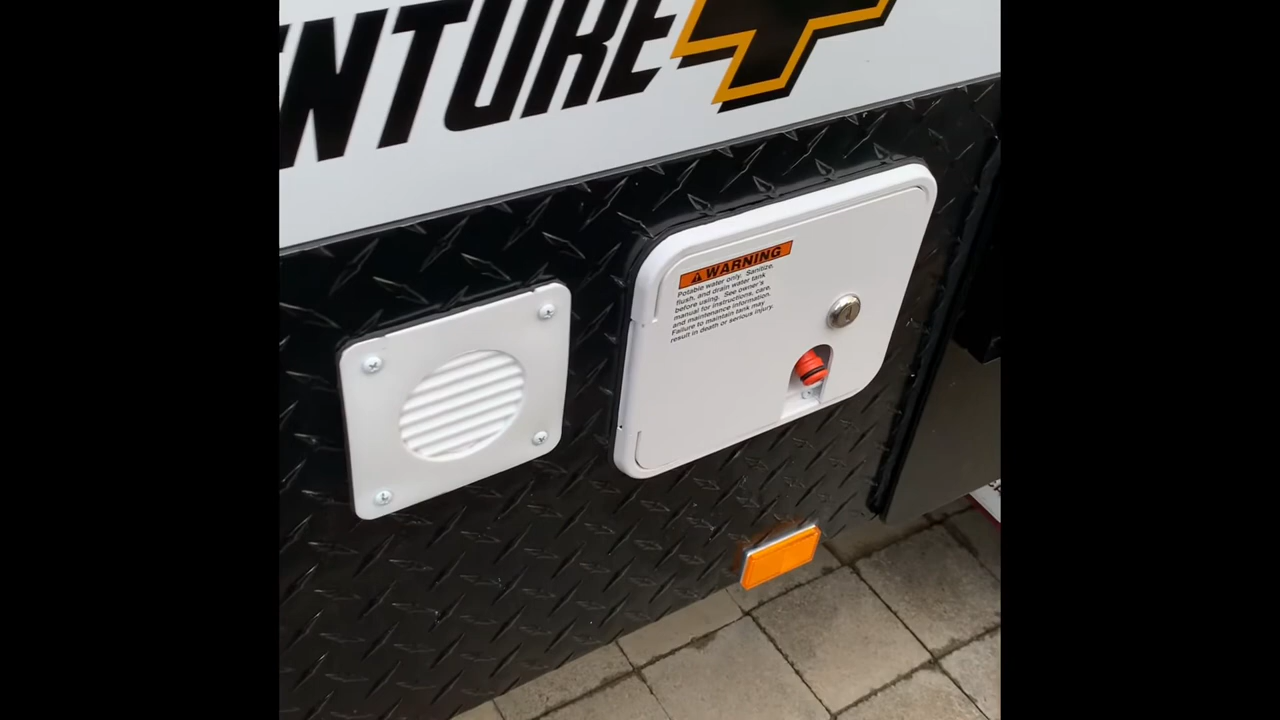 ENTURE
WARNING
Potable water only. Sanitize,
flush, and drain water tank
before using. See owner's
manual for instructions, care,
and maintenance information.
Failure to maintain tank may
result in death or serious injury.